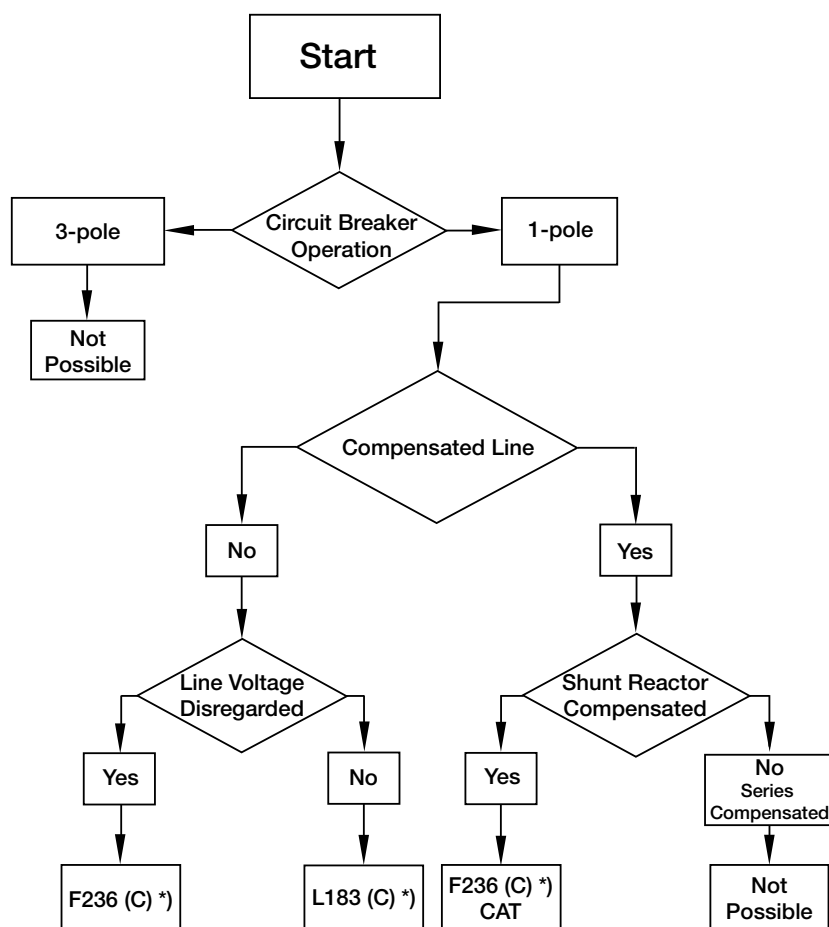 Start
Circuit Breaker
Operation
3-pole
1-pole
Not
Possible
Compensated Line
No
Yes
Line Voltage
Disregarded
Shunt Reactor
Compensated
Yes
No
Yes
No
Series
Compensated
F236 (C) *)
L183 (C) *)
F236 (C) *)
CAT
Not
Possible